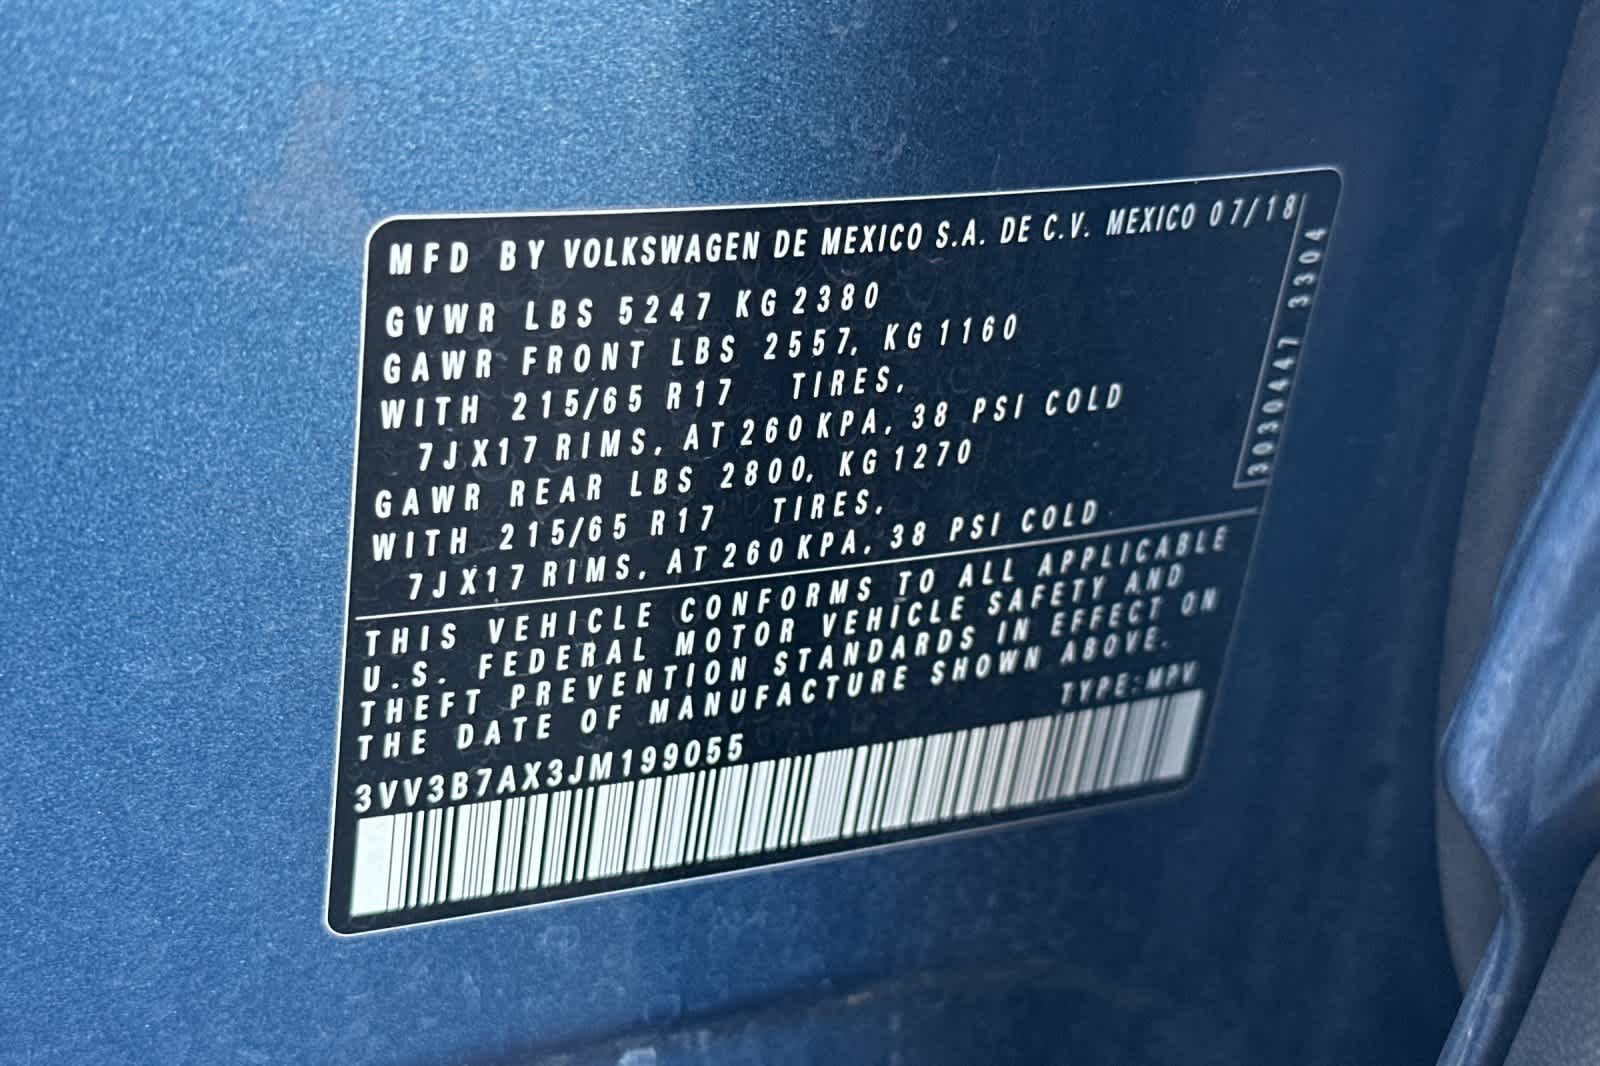 MFD BY VOLKSWAGEN DE MEXICO S.A. DE C.V. MEXICO 07/18
GVWR LBS 5247 KG 2380
GAWR FRONT LBS 2557, KG 1160
WITH 215/65 R17 TIRES,
7JX17 RIMS, AT 260 KPA, 38 PSI COLD
GAWR REAR LBS 2800, KG 1270
WITH 215/65 R17 TIRES,
7JX17 RIMS, AT 260 KPA, 38 PSI COLD
3030447 3304
THIS VEHICLE CONFORMS TO ALL APPLICABLE
U.S. FEDERAL MOTOR VEHICLE SAFETY AND
THEFT PREVENTION STANDARDS IN EFFECT ON
THE DATE OF MANUFACTURE SHOWN ABOVE.
TYPE: MPV
3VV3B7AX3JM199055